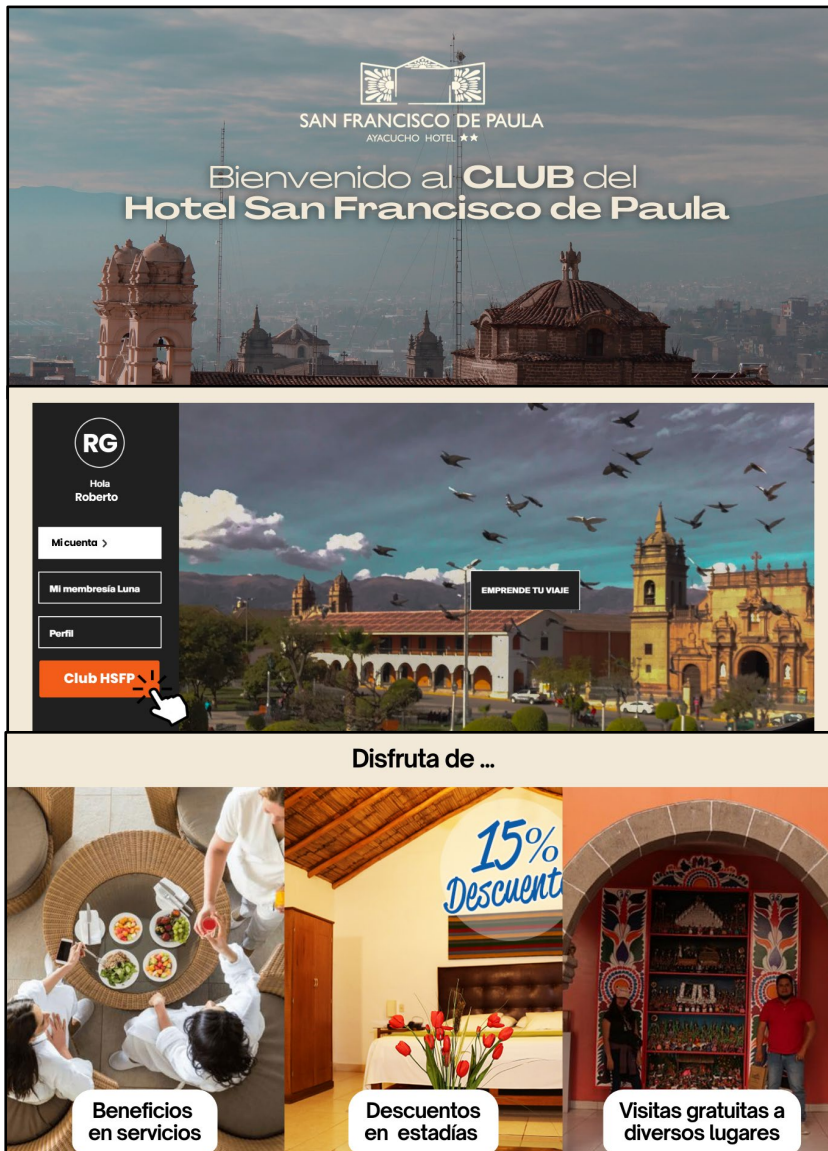 SAN FRANCISCO DE PAULA
AYACUCHO HOTEL ★★
Bienvenido al CLUB del
Hotel San Francisco de Paula
RG
Hola
Roberto
Mi cuenta >
Mi membresía Luna
Perfil
Club HSFP
EMPRENDE TU VIAJE
Disfruta de ...
15%
Descuent
Beneficios
en servicios
Descuentos
en estadías
Visitas gratuitas a
diversos lugares